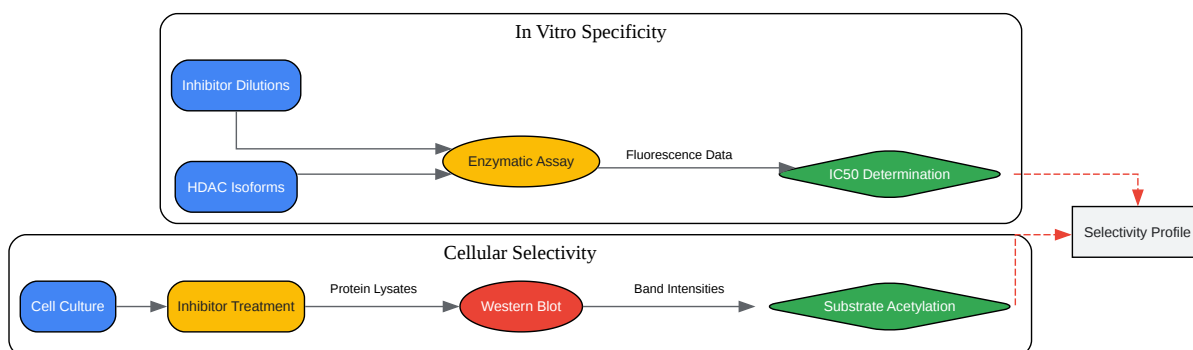 In Vitro Specificity
Inhibitor Dilutions
HDAC Isoforms
Enzymatic Assay
Fluorescence Data
IC50 Determination
Selectivity Profile
Cellular Selectivity
Cell Culture
Inhibitor Treatment
Protein Lysates
Western Blot
Band Intensities
Substrate Acetylation